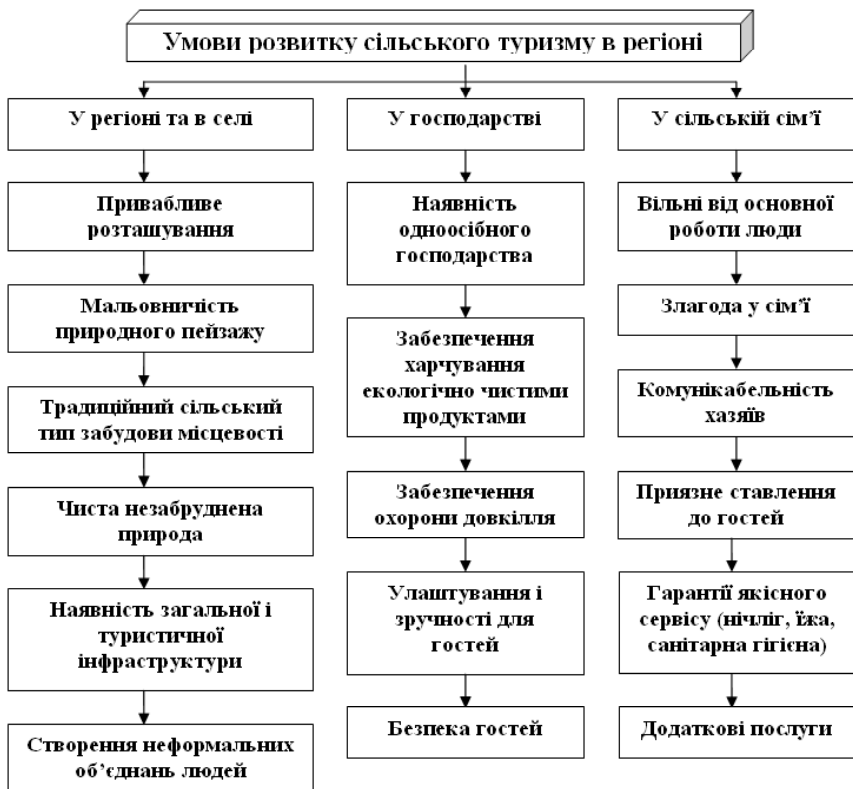 Умови розвитку сільського туризму в регіоні
У регіоні та в селі
Привабливе
розташування
Мальовничість
природного пейзажу
Традиційний сільський
тип забудови місцевості
Чиста незабруднена
природа
Наявність загальної і
туристичної
інфраструктури
Створення неформальних
об’єднань людей
У господарстві
Наявність
одноосібного
господарства
Забезпечення
харчування
екологічно чистими
продуктами
Забезпечення
охорони довкілля
Улаштування і
зручності для
гостей
Безпека гостей
У сільській сім’ї
Вільні від основної
роботи люди
Злагода у сім’ї
Комунікабельність
хазяїв
Приязне ставлення
до гостей
Гарантії якісного
сервісу (нічліг, їжа,
санітарна гігієна)
Додаткові послуги